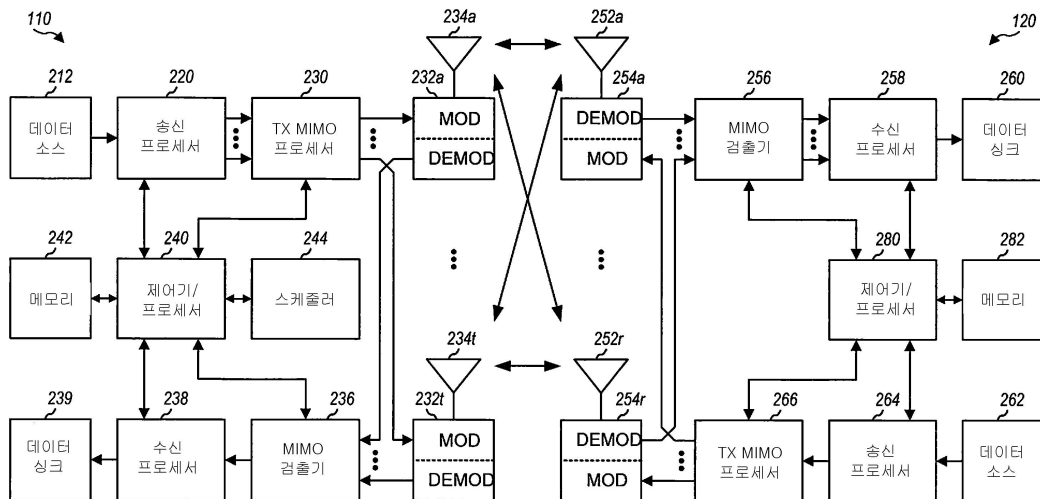 110
120
234a
252a
212
220
230
232a
254a
256
258
260
데이터
소스
송신
프로세서
TX MIMO
프로세서
MOD
DEMOD
DEMOD
MOD
MIMO
검출기
수신
프로세서
데이터
싱크
242
240
244
280
282
메모리
제어기/
프로세서
스케줄러
제어기/
프로세서
메모리
234t
252r
239
238
236
232t
254r
266
264
262
데이터
싱크
수신
프로세서
MIMO
검출기
MOD
DEMOD
DEMOD
MOD
TX MIMO
프로세서
송신
프로세서
데이터
소스